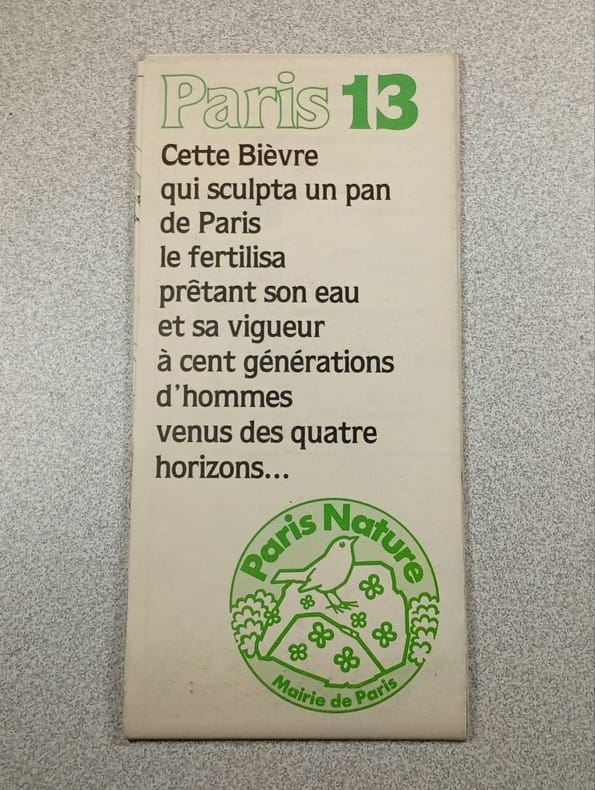 Paris 13
Cette Bièvre
qui sculpta un pan
de Paris
le fertilisa
prêtant son eau
et sa vigueur
à cent générations
d'hommes
venus des quatre
horizons...
Paris Nature
Mairie de Paris